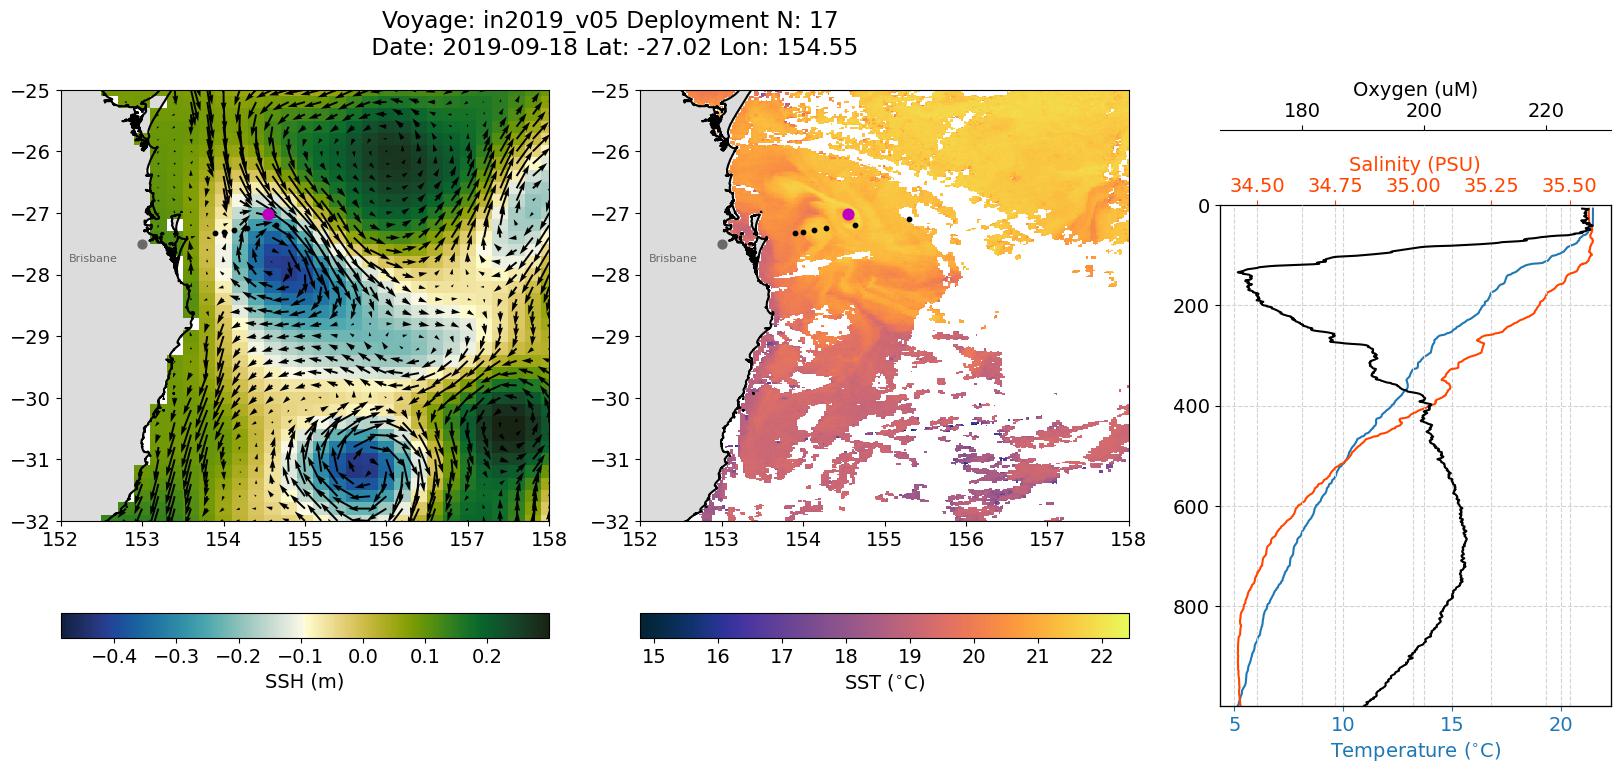 Voyage: in2019_v05 Deployment N: 17
Date: 2019-09-18 Lat: -27.02 Lon: 154.55
−25
−26
−27
−28
−29
−30
−31
−32
152 153 154 155 156 157 158
Brisbane
−0.4 −0.3 −0.2 −0.1 0.0 0.1 0.2
SSH (m)
−25
−26
−27
−28
−29
−30
−31
−32
152 153 154 155 156 157 158
Brisbane
15 16 17 18 19 20 21 22
SST (°C)
Oxygen (uM)
180 200 220
Salinity (PSU)
34.50 34.75 35.00 35.25 35.50
0
200
400
600
800
5 10 15 20
Temperature (°C)